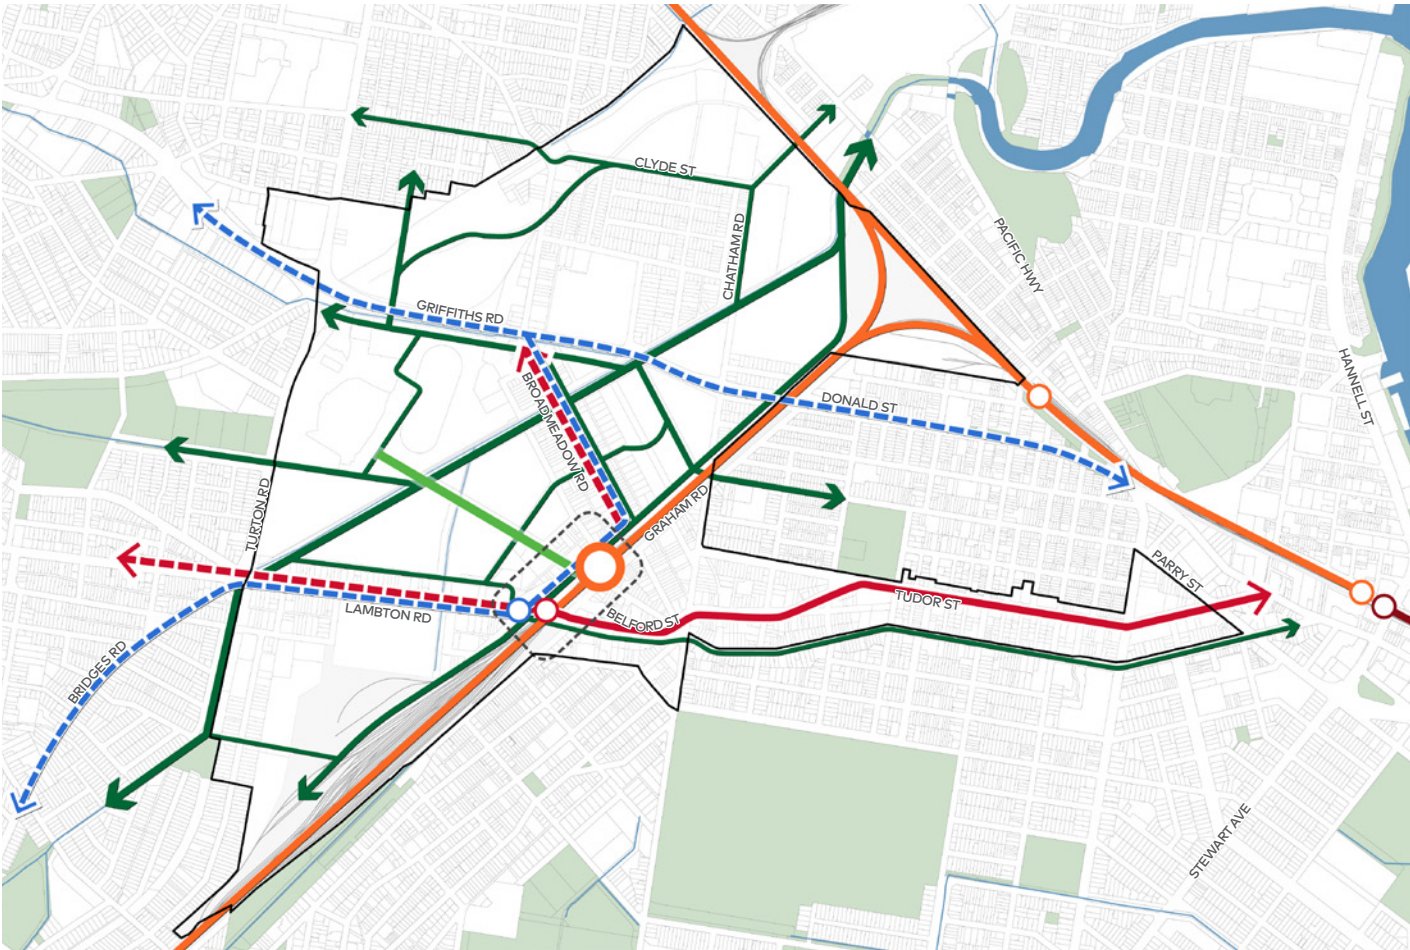 CLYDE ST
CHATHAM RD
PACIFIC HWY
GRIFFITHS RD
HANNELL ST
BROADMEADOW RD
DONALD ST
TURTON RD
GRAHAM RD
PARRY ST
LAMBTON RD
BELFORD ST
TUDOR ST
BRIDGES RD
STEWART AVE